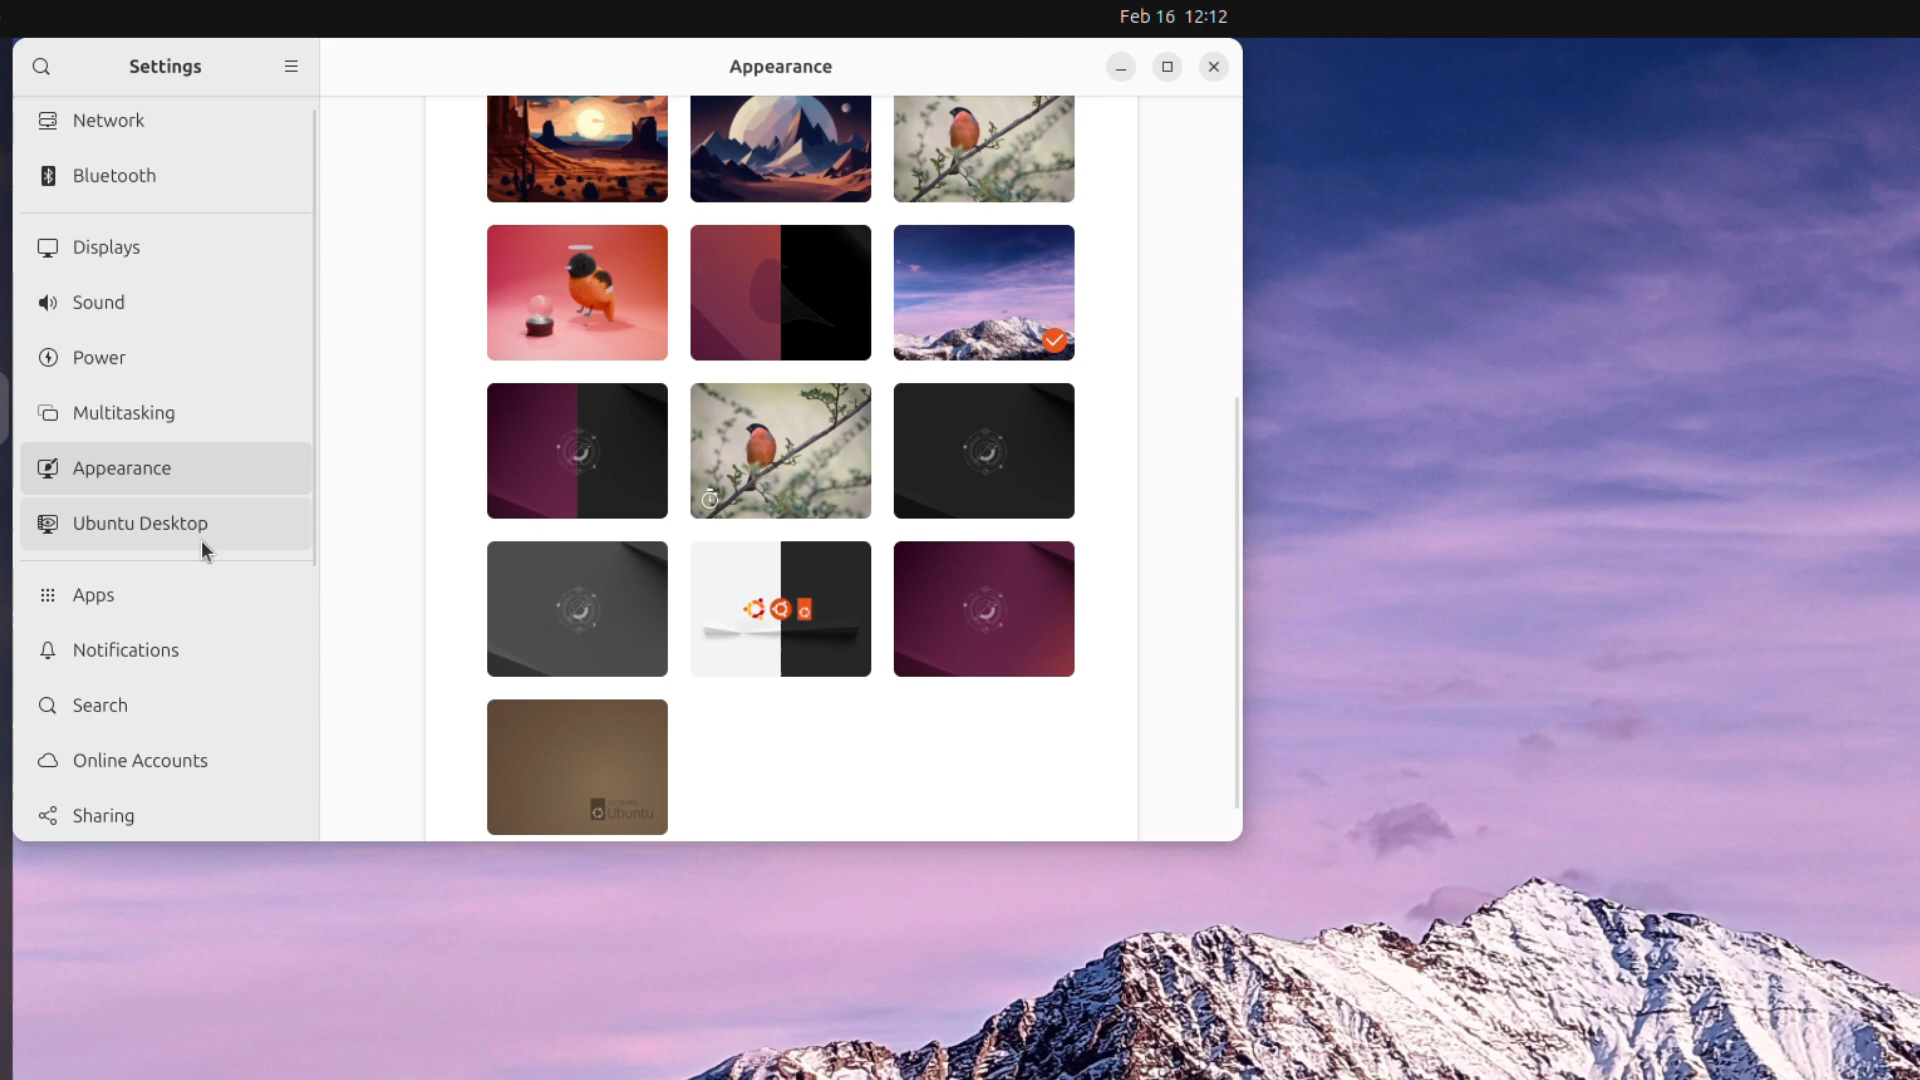 Feb 16 12:12
Settings
Appearance
Network
Bluetooth
Displays
Sound
Power
Multitasking
Appearance
Ubuntu Desktop
Apps
Notifications
Search
Online Accounts
Sharing
Ubuntu